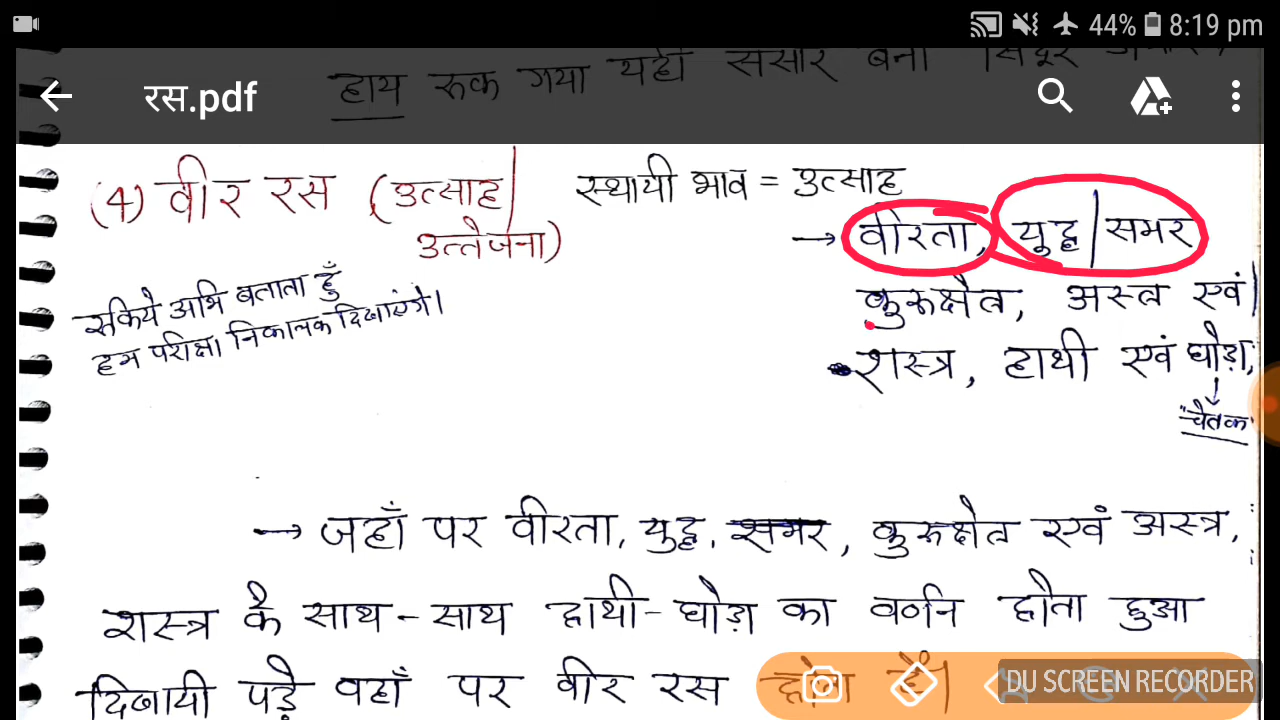 44% 8:19 pm
हाय रुक गया यहीं संसार बना सिंदूर
रस.pdf
(4) वीर रस (उत्साह|
उत्तेजना)
स्थायी भाव = उत्साह
→ वीरता, युद्ध|समर
कुरुक्षेत्र, अस्त्र एवं|
शस्त्र, हाथी एवं घोड़ा,
↓
"चेतक"
रुकिये अभि बताता हूँ
हम परीक्षा निकालक दिखाएंगे।
→ जहाँ पर वीरता, युद्ध, समर, कुरुक्षेत्र एवं अस्त्र,
शस्त्र के साथ-साथ हाथी-घोड़ा का वर्णन होता हुआ
दिखायी पड़े वहाँ पर वीर रस होता है।
DU SCREEN RECORDER